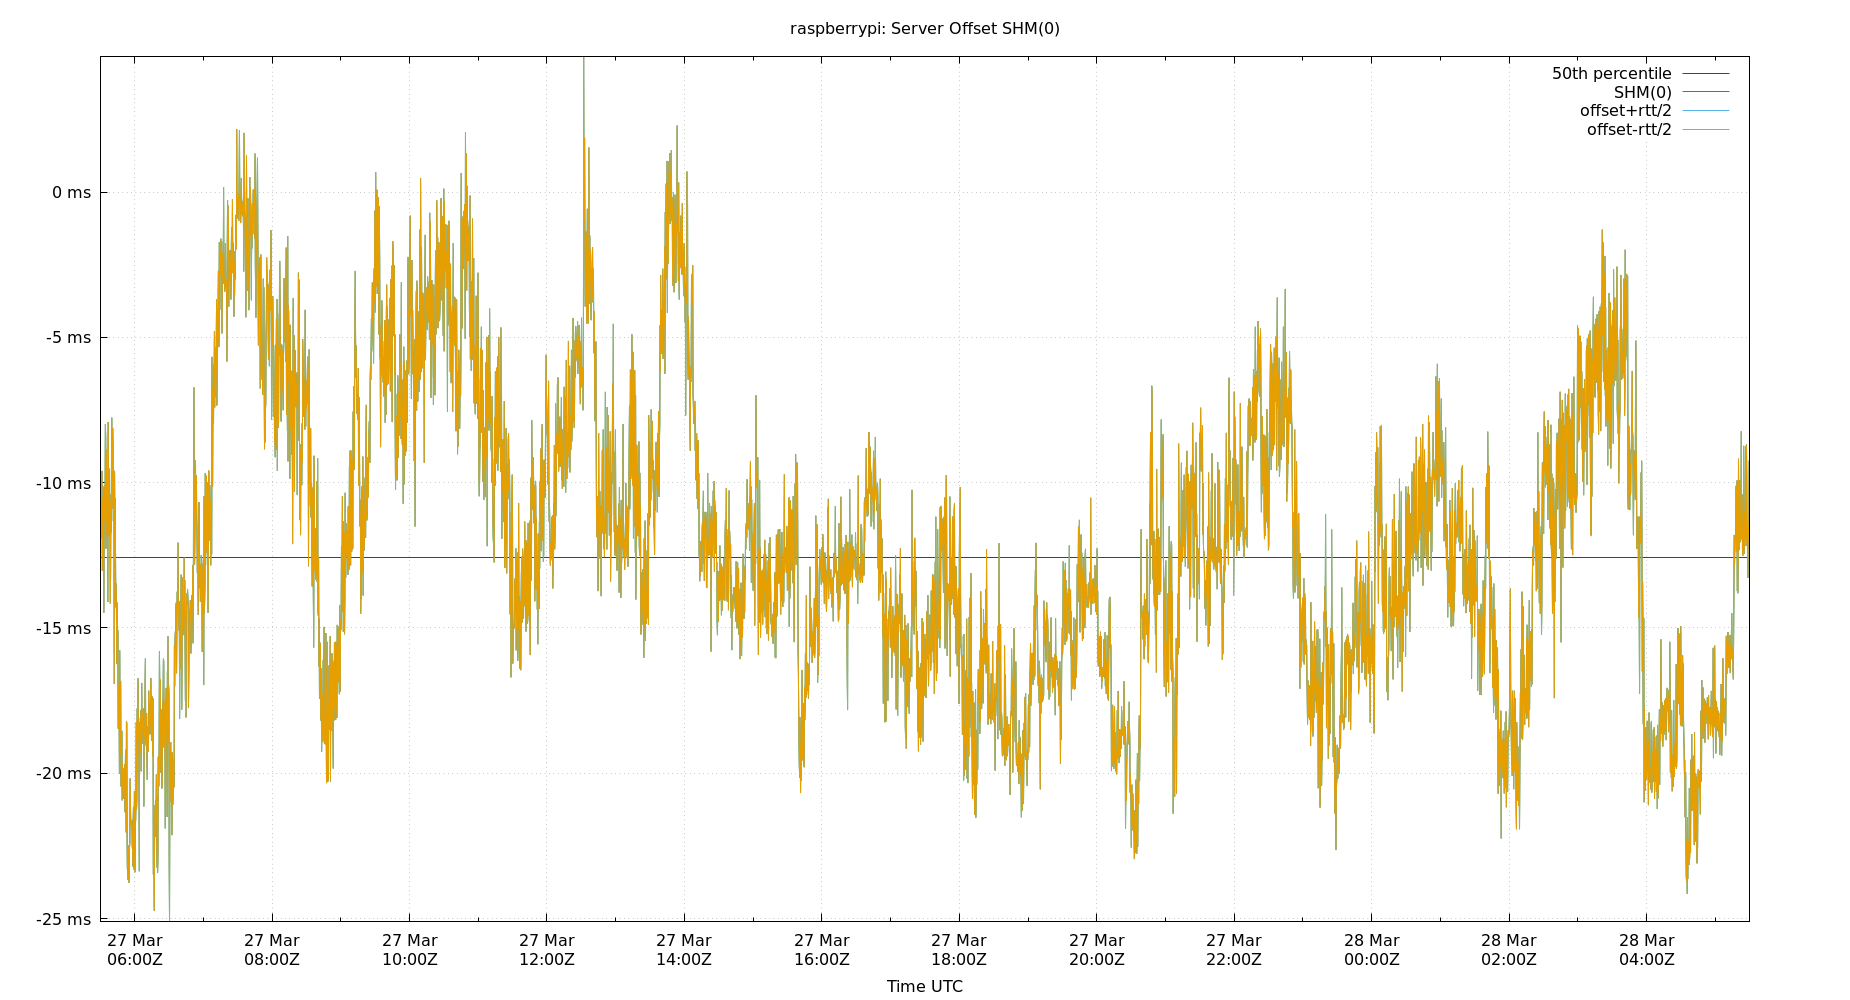 raspberrypi: Server Offset SHM(0)
50th percentile
SHM(0)
offset+rtt/2
offset-rtt/2
0 ms
-5 ms
-10 ms
-15 ms
-20 ms
-25 ms
27 Mar 27 Mar 27 Mar 27 Mar 27 Mar 27 Mar 27 Mar 27 Mar 27 Mar 28 Mar 28 Mar 28 Mar
06:00Z 08:00Z 10:00Z 12:00Z 14:00Z 16:00Z 18:00Z 20:00Z 22:00Z 00:00Z 02:00Z 04:00Z
Time UTC